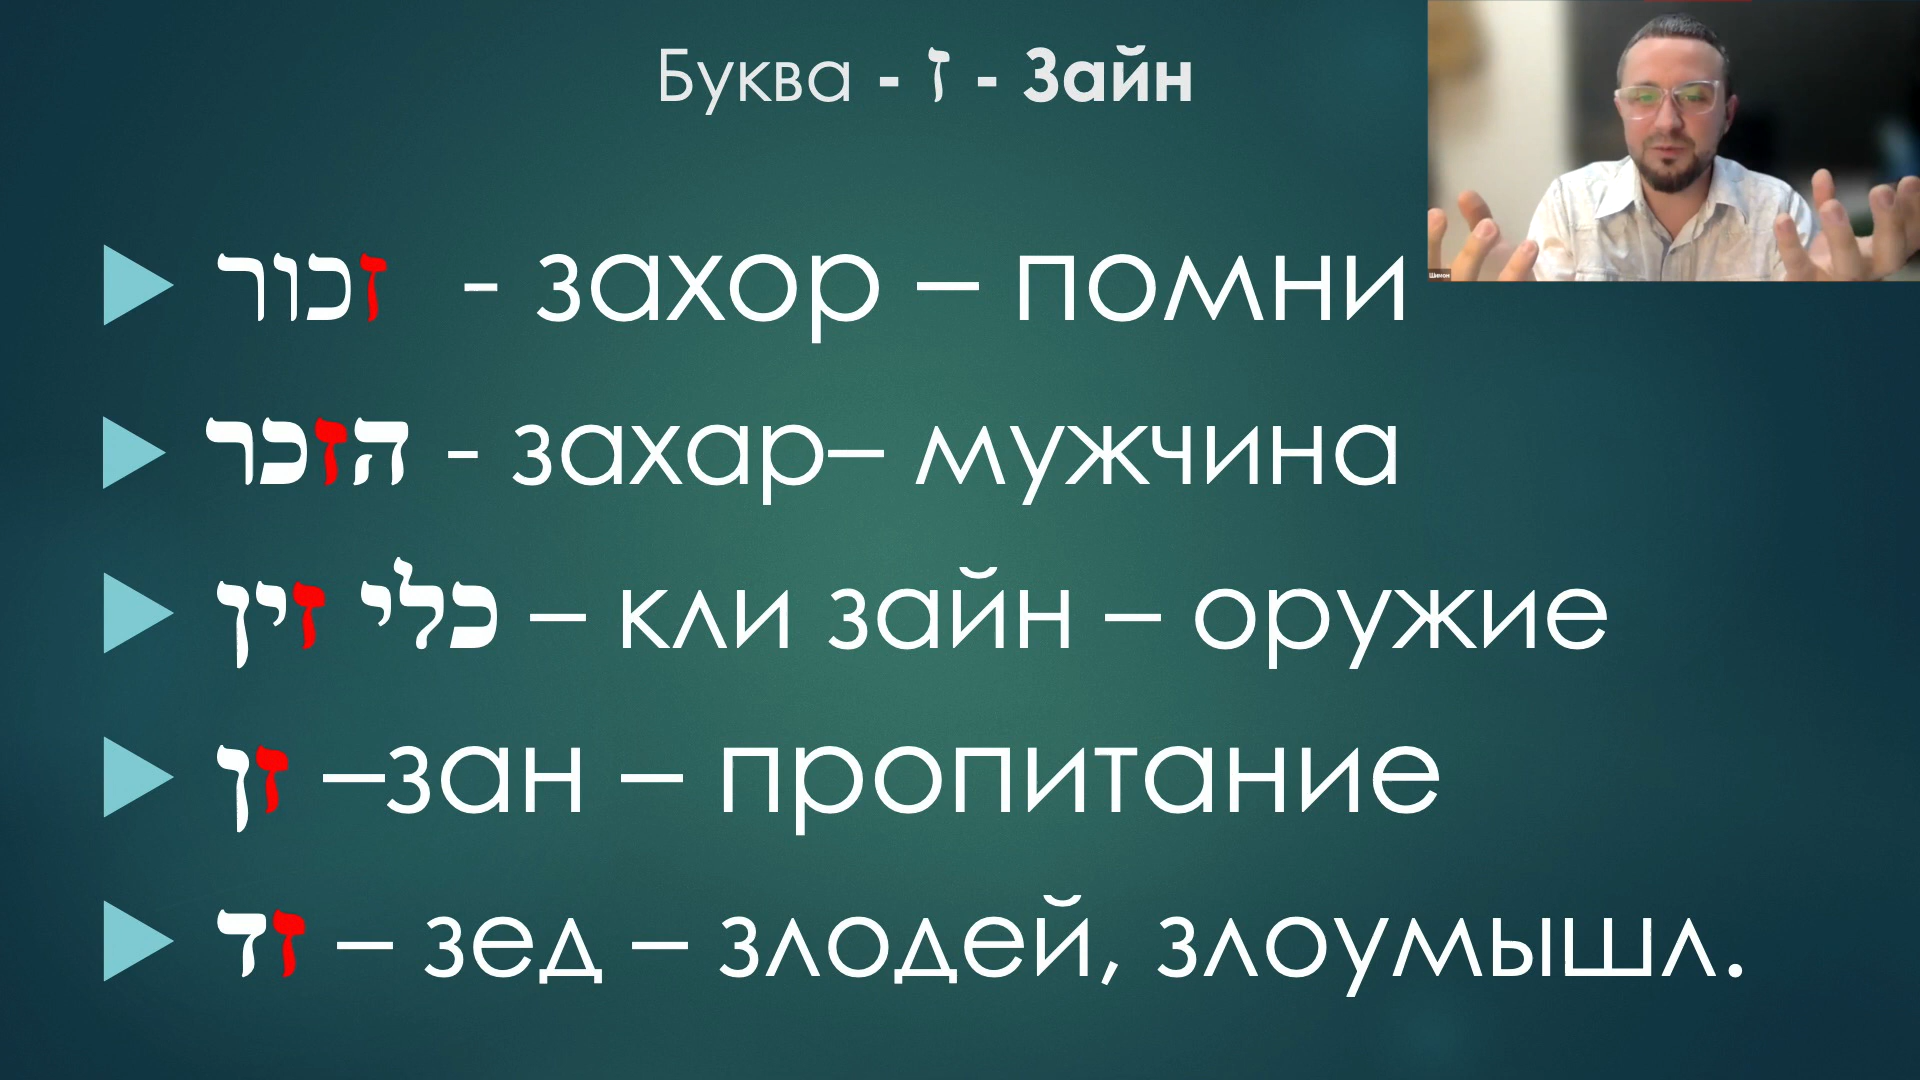 Буква - ז - Зайн
זכור - захор – помни
הזכר - захар– мужчина
כלי זין – кли зайн – оружие
זן –зан – пропитание
זד – зед – злодей, злоумышл.
Шимон